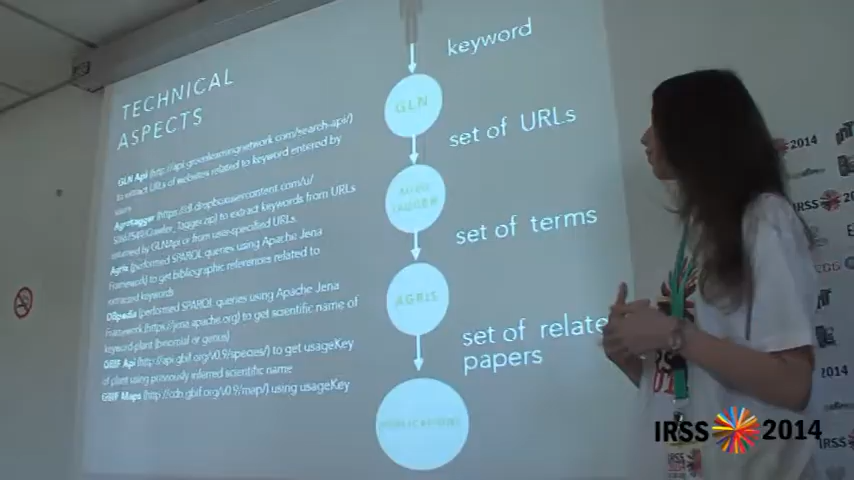 TECHNICAL
ASPECTS
GLN Api (http://api.greenlearningnetwork.com/search-api/)
to extract URLs of websites related to keyword entered by
users
Agrotagger (https://dl.dropboxusercontent.com/u/
to extract keywords from URLs
returned by GLNApi or from user-specified URLs.
Agris (performed SPARQL queries using Apache Jena
Framework) to get bibliographic references related to
extracted keywords
DBpedia (performed SPARQL queries using Apache Jena
Framework (https://jena.apache.org) to get scientific name of
keyword-plant (binomial or genus)
GBIF Api (http://api.gbif.org/v0.9/species/) to get usageKey
of plant using previously inferred scientific name
GBIF Maps (http://cdn.gbif.org/v0.9/map/) using usageKey
keyword
GLN
set of URLs
TAGGER
set of terms
AGRIS
set of relate
papers
PUBLICATIONS
2014
IRSS
2014
IRSS
IRSS 2014